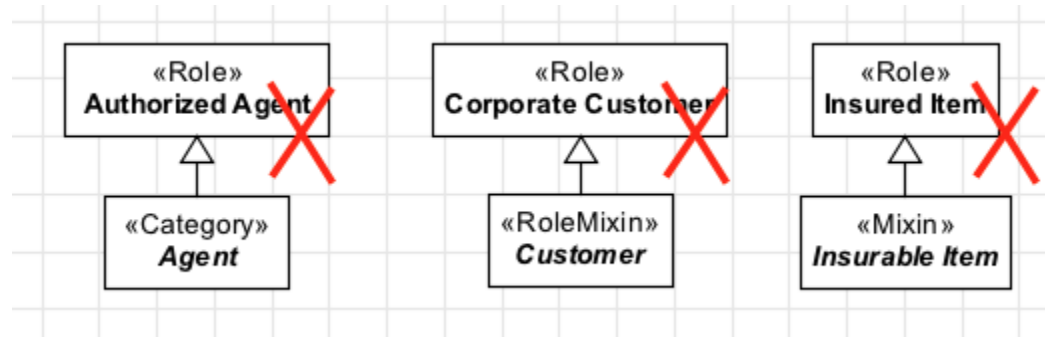 «Role»
Authorized Agent
«Category»
Agent
«Role»
Corporate Customer
«RoleMixin»
Customer
«Role»
Insured Item
«Mixin»
Insurable Item